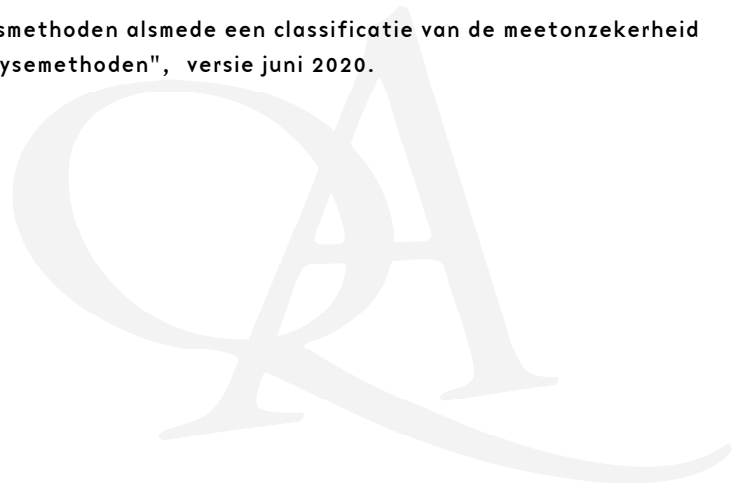 smethoden alsmede een classificatie van de meetonzekerheid
ysemethoden", versie juni 2020.